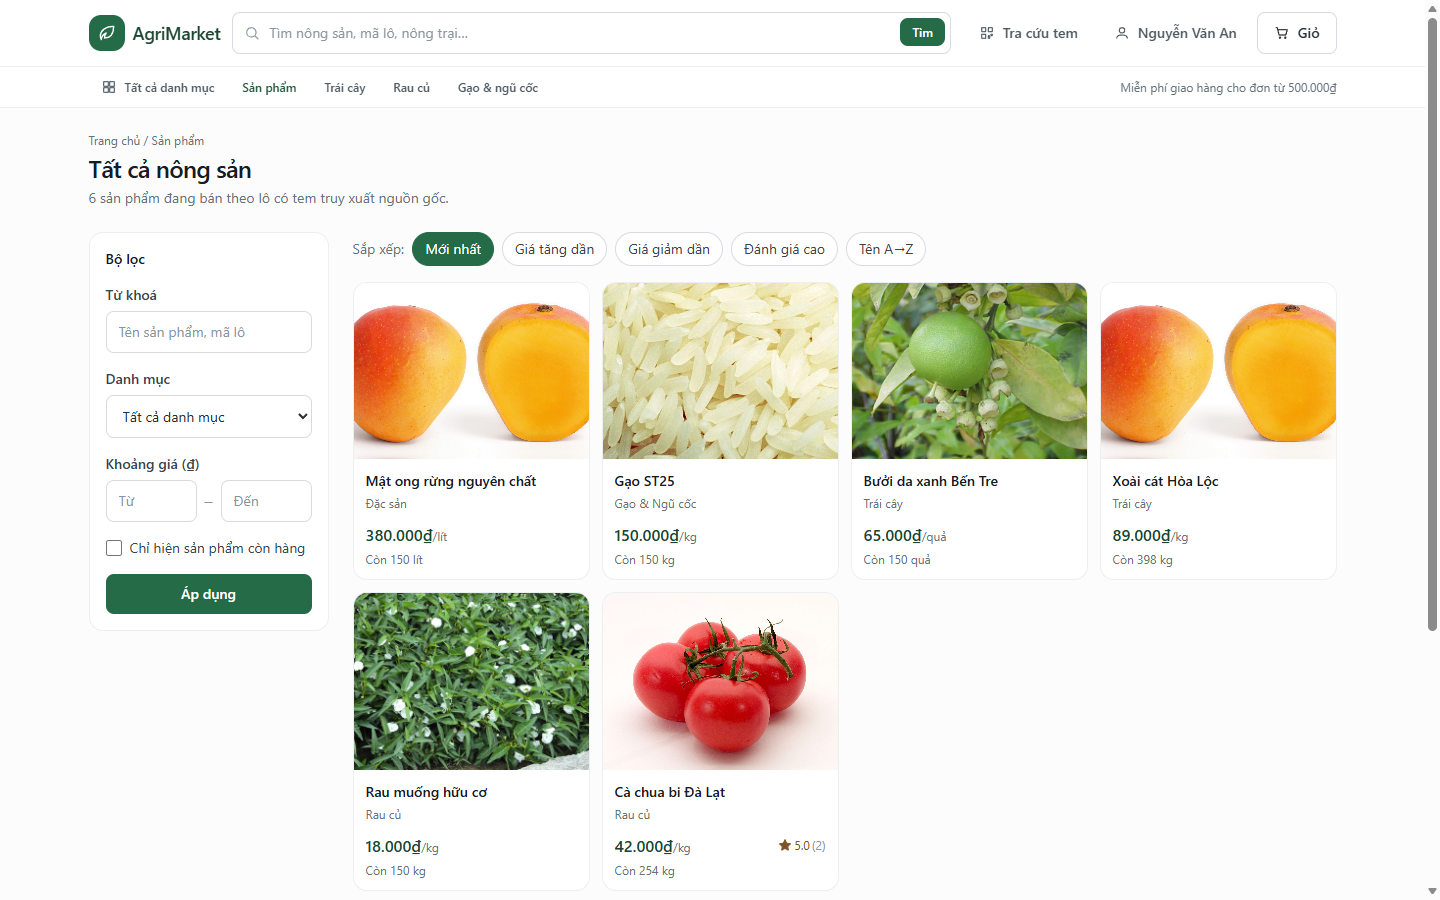 AgriMarket
Tìm nông sản, mã lô, nông trại...
Tìm
Tra cứu tem
Nguyễn Văn An
Giỏ
Tất cả danh mục
Sản phẩm
Trái cây
Rau củ
Gạo & ngũ cốc
Miễn phí giao hàng cho đơn từ 500.000₫
Trang chủ / Sản phẩm
Tất cả nông sản
6 sản phẩm đang bán theo lô có tem truy xuất nguồn gốc.
Bộ lọc
Từ khoá
Tên sản phẩm, mã lô
Danh mục
Tất cả danh mục
Khoảng giá (₫)
Từ
–
Đến
Chỉ hiện sản phẩm còn hàng
Áp dụng
Sắp xếp:
Mới nhất
Giá tăng dần
Giá giảm dần
Đánh giá cao
Tên A→Z
Mật ong rừng nguyên chất
Đặc sản
380.000₫/lít
Còn 150 lít
Gạo ST25
Gạo & Ngũ cốc
150.000₫/kg
Còn 150 kg
Bưởi da xanh Bến Tre
Trái cây
65.000₫/quả
Còn 150 quả
Xoài cát Hòa Lộc
Trái cây
89.000₫/kg
Còn 398 kg
Rau muống hữu cơ
Rau củ
18.000₫/kg
Còn 150 kg
Cà chua bi Đà Lạt
Rau củ
42.000₫/kg
★ 5.0 (2)
Còn 254 kg